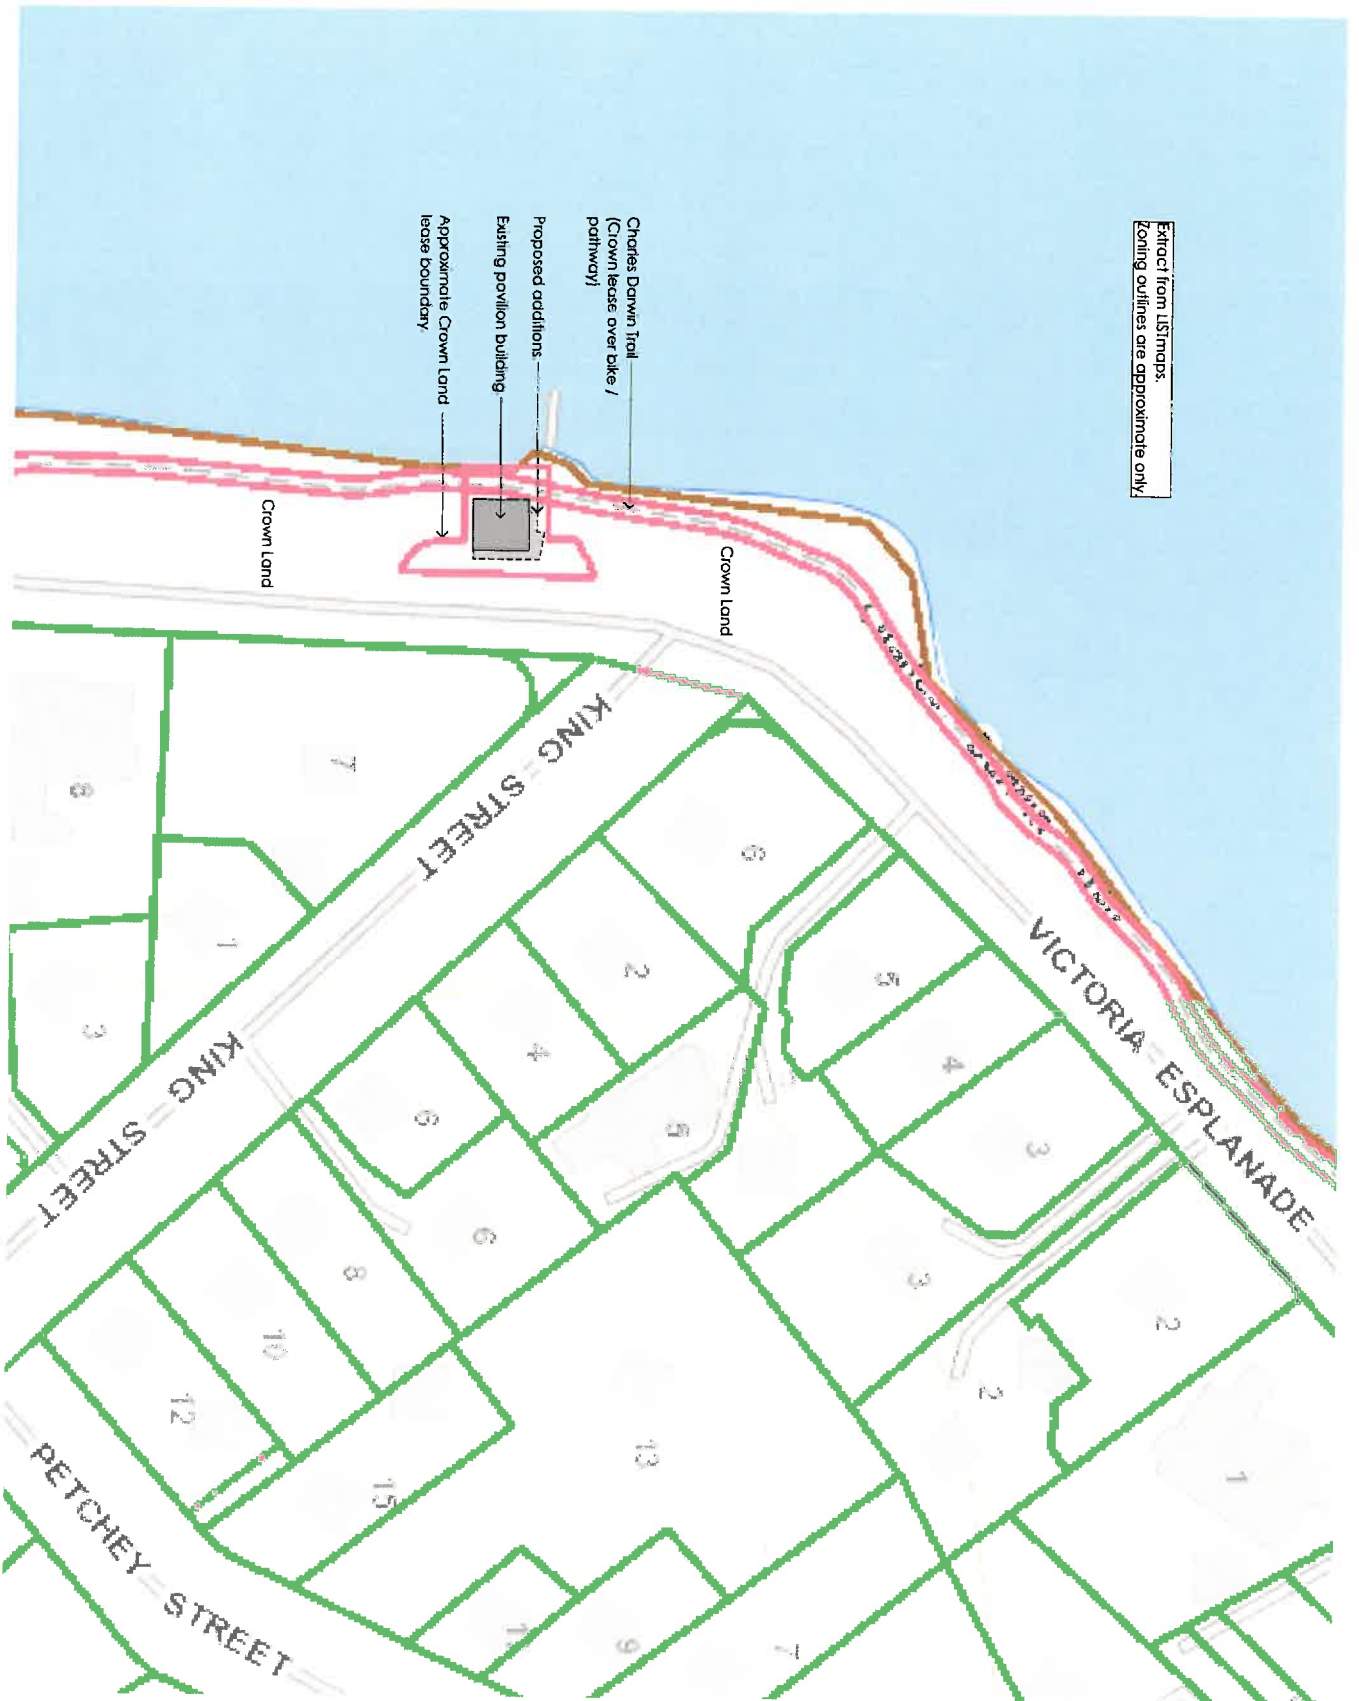 Extract from LISTmaps.
Zoning outlines are approximate only.
Charles Darwin Trail
(Crown lease over bike /
pathway)
Proposed additions
Existing pavilion building
Approximate Crown Land
lease boundary
Crown Land
Crown Land
KING STREET
KING STREET
VICTORIA ESPLANADE
PETCHEY STREET
7
8
1
3
6
2
4
6
5
6
8
10
12
15
13
5
4
3
3
2
2
1
9
7